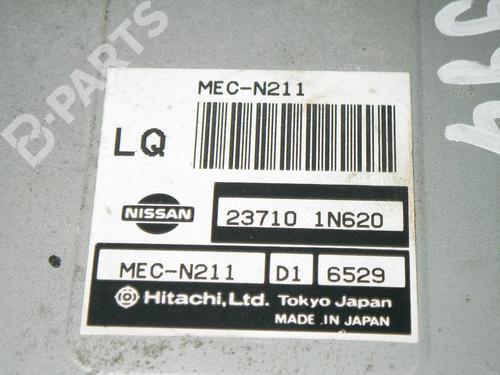 B-PARTS
MEC-N211
LQ
NISSAN
23710 1N620
MEC-N211 D1 6529
Hitachi, Ltd. Tokyo Japan
MADE IN JAPAN